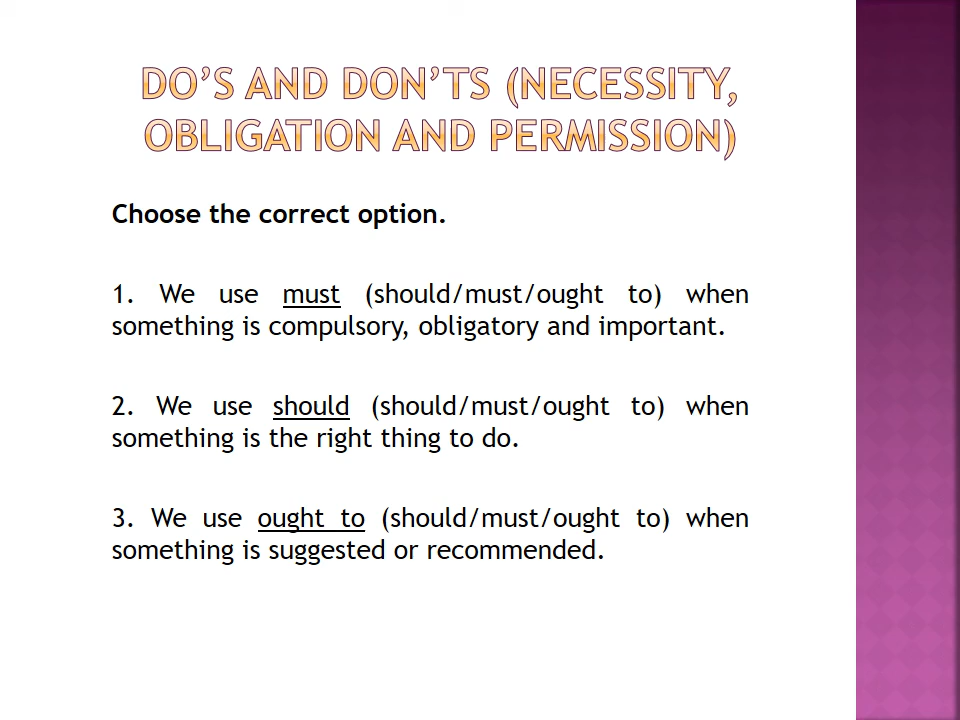 DO’S AND DON’TS (NECESSITY,
OBLIGATION AND PERMISSION)
Choose the correct option.
1. We use must (should/must/ought to) when
something is compulsory, obligatory and important.
2. We use should (should/must/ought to) when
something is the right thing to do.
3. We use ought to (should/must/ought to) when
something is suggested or recommended.